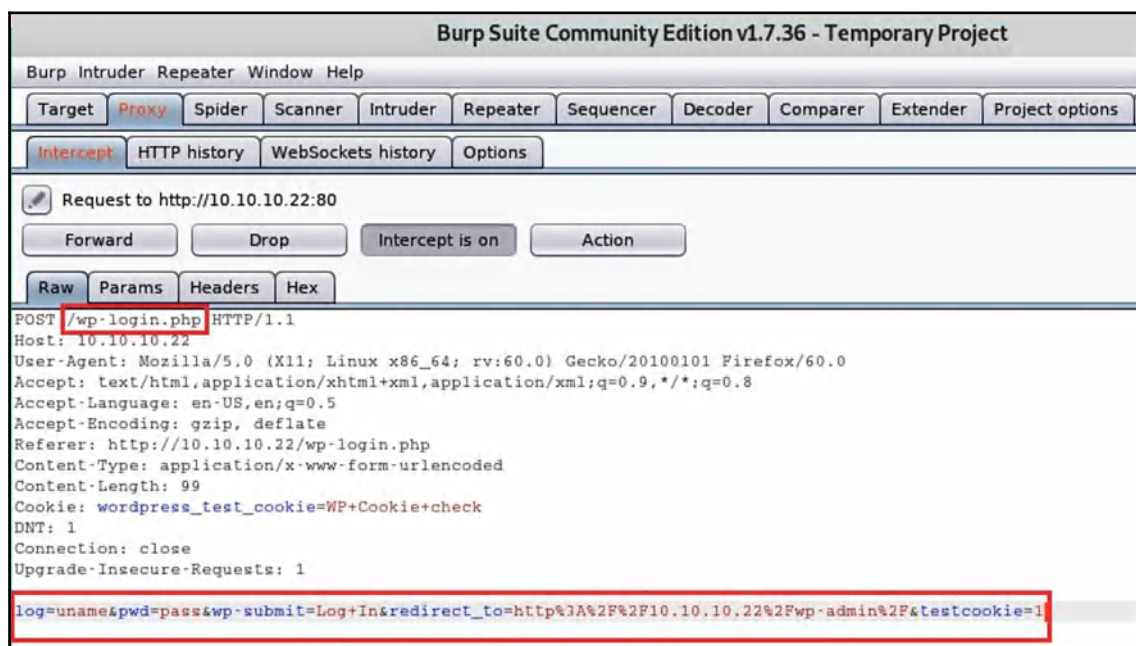 Burp Suite Community Edition v1.7.36 - Temporary Project
Burp Intruder Repeater Window Help
Target Proxy Spider Scanner Intruder Repeater Sequencer Decoder Comparer Extender Project options
Intercept HTTP history WebSockets history Options
Request to http://10.10.10.22:80
Forward Drop Intercept is on Action
Raw Params Headers Hex
POST /wp-login.php HTTP/1.1
Host: 10.10.10.22
User-Agent: Mozilla/5.0 (X11; Linux x86_64; rv:60.0) Gecko/20100101 Firefox/60.0
Accept: text/html,application/xhtml+xml,application/xml;q=0.9,*/*;q=0.8
Accept-Language: en-US,en;q=0.5
Accept-Encoding: gzip, deflate
Referer: http://10.10.10.22/wp-login.php
Content-Type: application/x-www-form-urlencoded
Content-Length: 99
Cookie: wordpress_test_cookie=WP+Cookie+check
DNT: 1
Connection: close
Upgrade-Insecure-Requests: 1
log=uname&pwd=pass&wp-submit=Log+In&redirect_to=http%3A%2F%2F10.10.10.22%2Fwp-admin%2F&testcookie=1